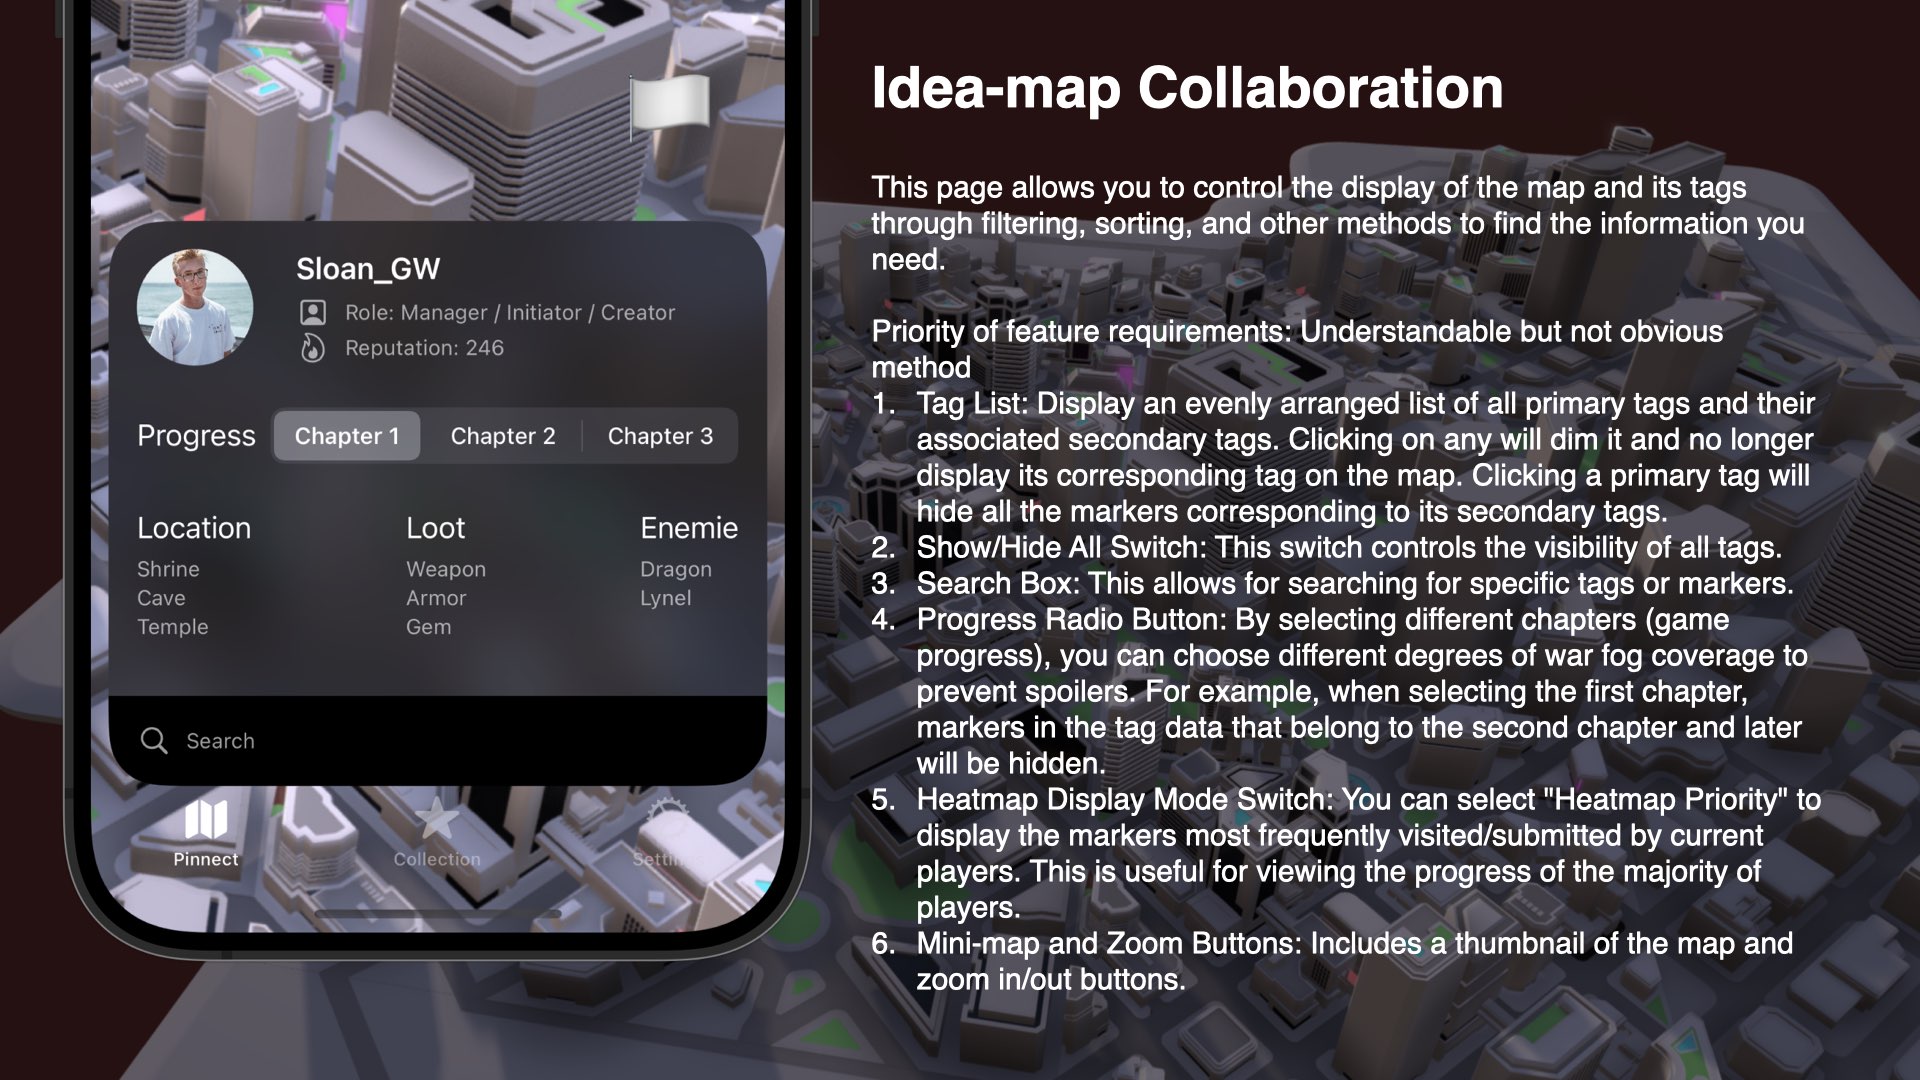 Sloan_GW
Role: Manager / Initiator / Creator
Reputation: 246
Progress
Chapter 1
Chapter 2
Chapter 3
Location
Loot
Enemie
Shrine
Weapon
Dragon
Cave
Armor
Lynel
Temple
Gem
Search
Pinnect
Collection
Settings
Idea-map Collaboration
This page allows you to control the display of the map and its tags
through filtering, sorting, and other methods to find the information you
need.
Priority of feature requirements: Understandable but not obvious
method
1. Tag List: Display an evenly arranged list of all primary tags and their
associated secondary tags. Clicking on any will dim it and no longer
display its corresponding tag on the map. Clicking a primary tag will
hide all the markers corresponding to its secondary tags.
2. Show/Hide All Switch: This switch controls the visibility of all tags.
3. Search Box: This allows for searching for specific tags or markers.
4. Progress Radio Button: By selecting different chapters (game
progress), you can choose different degrees of war fog coverage to
prevent spoilers. For example, when selecting the first chapter,
markers in the tag data that belong to the second chapter and later
will be hidden.
5. Heatmap Display Mode Switch: You can select "Heatmap Priority" to
display the markers most frequently visited/submitted by current
players. This is useful for viewing the progress of the majority of
players.
6. Mini-map and Zoom Buttons: Includes a thumbnail of the map and
zoom in/out buttons.